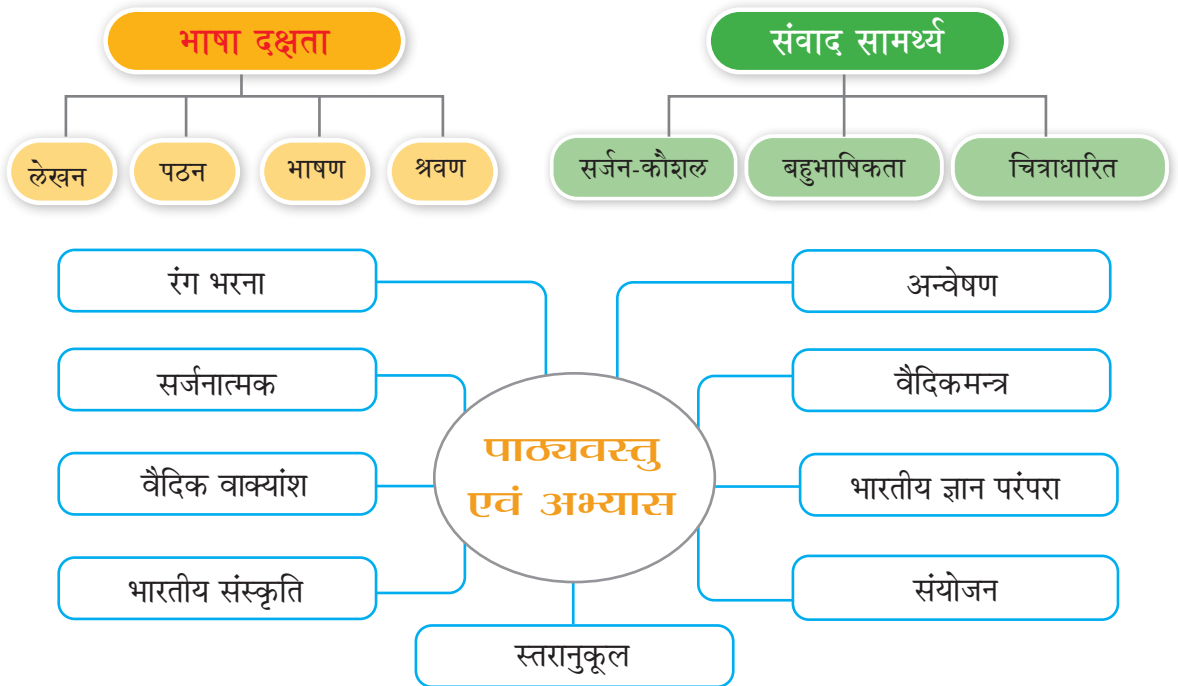 भाषा दक्षता
संवाद सामर्थ्य
लेखन
पठन
भाषण
श्रवण
सर्जन-कौशल
बहुभाषिकता
चित्राधारित
रंग भरना
अन्वेषण
सर्जनात्मक
वैदिकमन्त्र
पाठ्यवस्तु
एवं अभ्यास
वैदिक वाक्यांश
भारतीय ज्ञान परंपरा
भारतीय संस्कृति
संयोजन
स्तरानुकूल